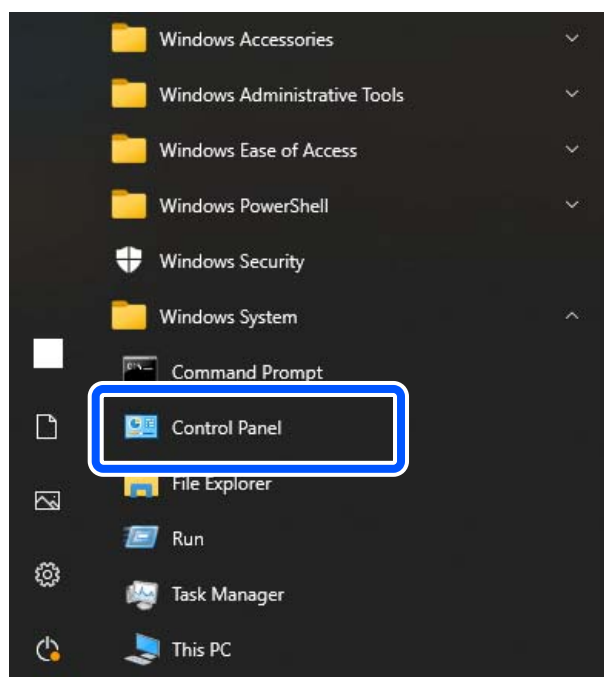 Windows Accessories
Windows Administrative Tools
Windows Ease of Access
Windows PowerShell
Windows Security
Windows System
Command Prompt
Control Panel
File Explorer
Run
Task Manager
This PC